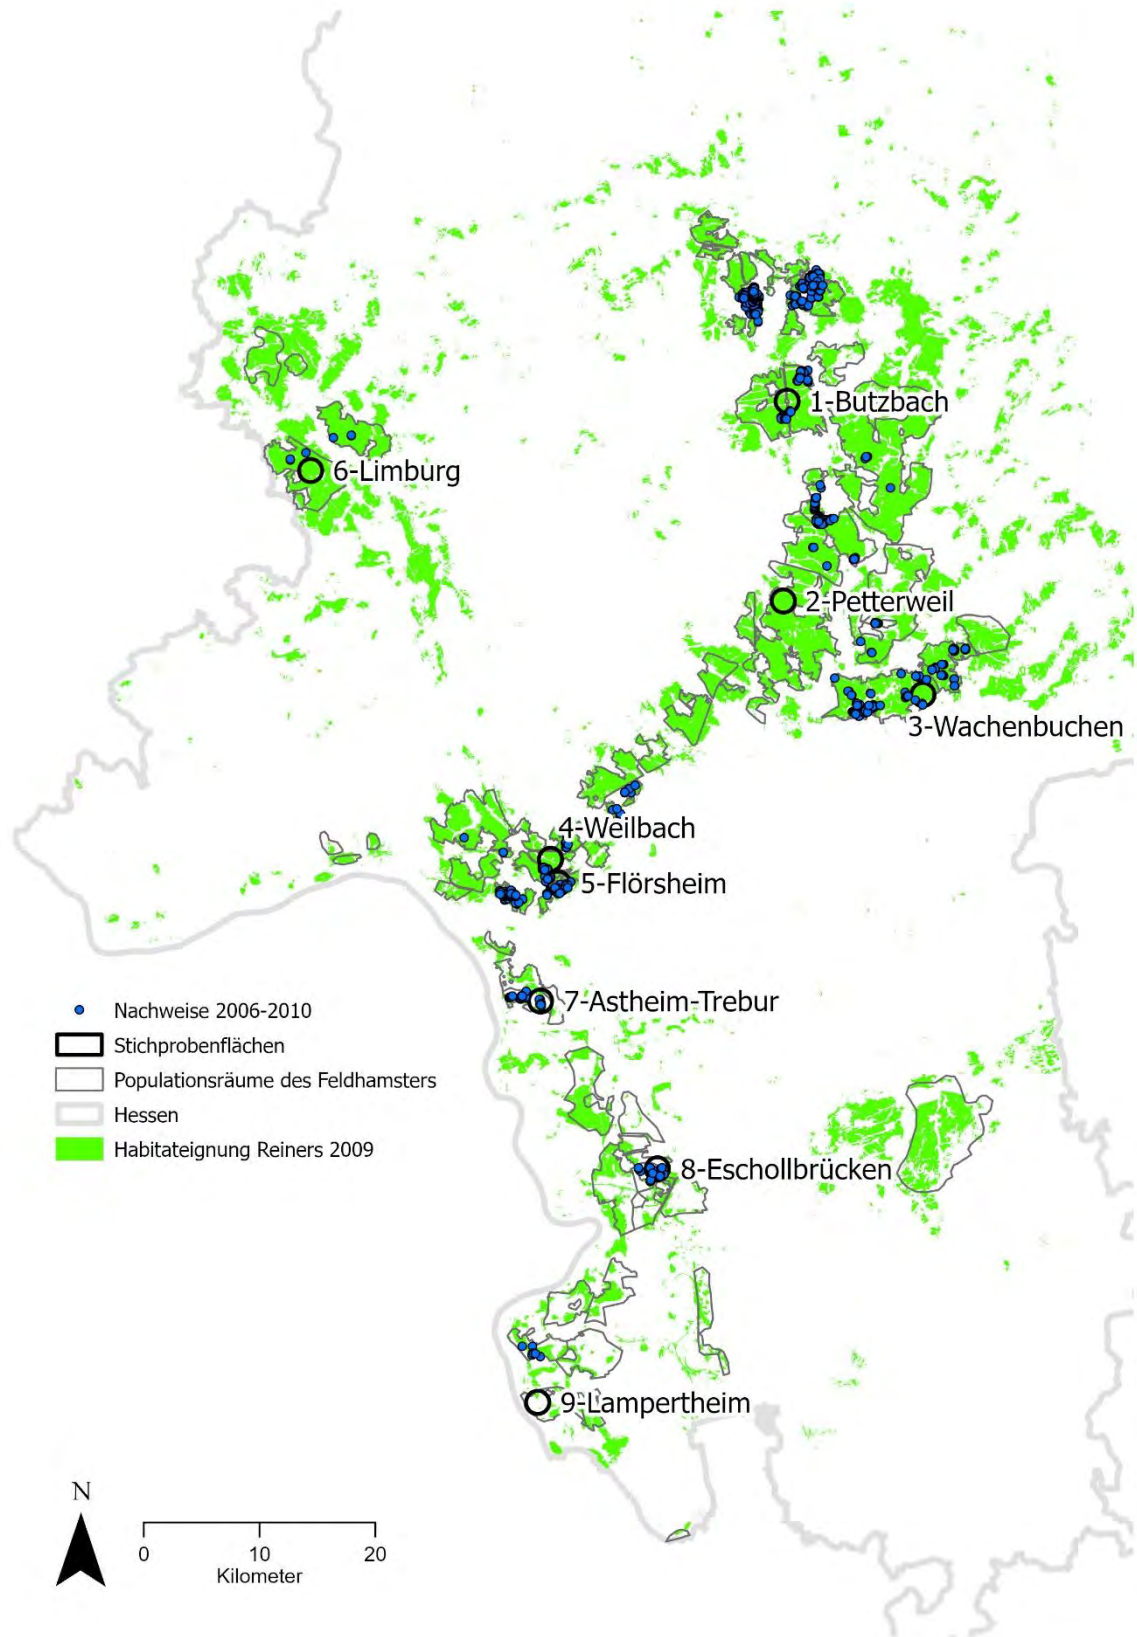 1-Butzbach
6-Limburg
2-Petterweil
3-Wachenbuchen
4-Weilbach
5-Flörsheim
7-Astheim-Trebur
Nachweise 2006-2010
Stichprobenflächen
Populationsräume des Feldhamsters
Hessen
Habitateignung Reiners 2009
8-Eschollbrücken
9-Lampertheim
N
0 10 20
Kilometer